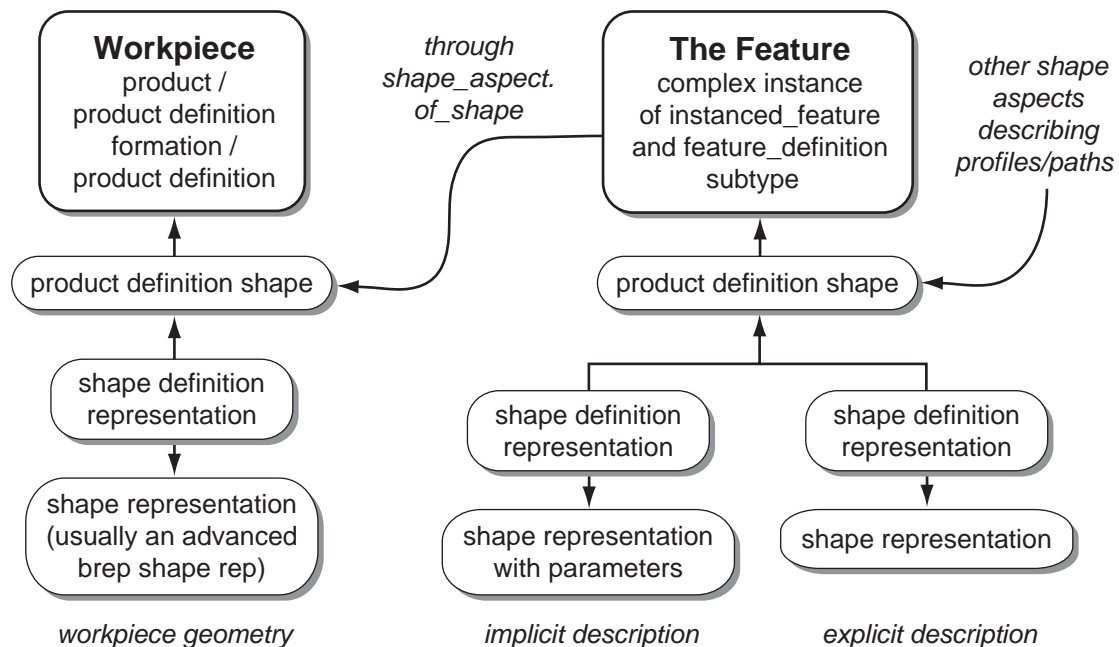 Workpiece
product /
product definition
formation /
product definition
through
shape_aspect.
of_shape
The Feature
complex instance
of instanced_feature
and feature_definition
subtype
other shape
aspects
describing
profiles/paths
product definition shape
product definition shape
shape definition
representation
shape definition
representation
shape definition
representation
shape representation
(usually an advanced
brep shape rep)
shape representation
with parameters
shape representation
workpiece geometry
implicit description
explicit description